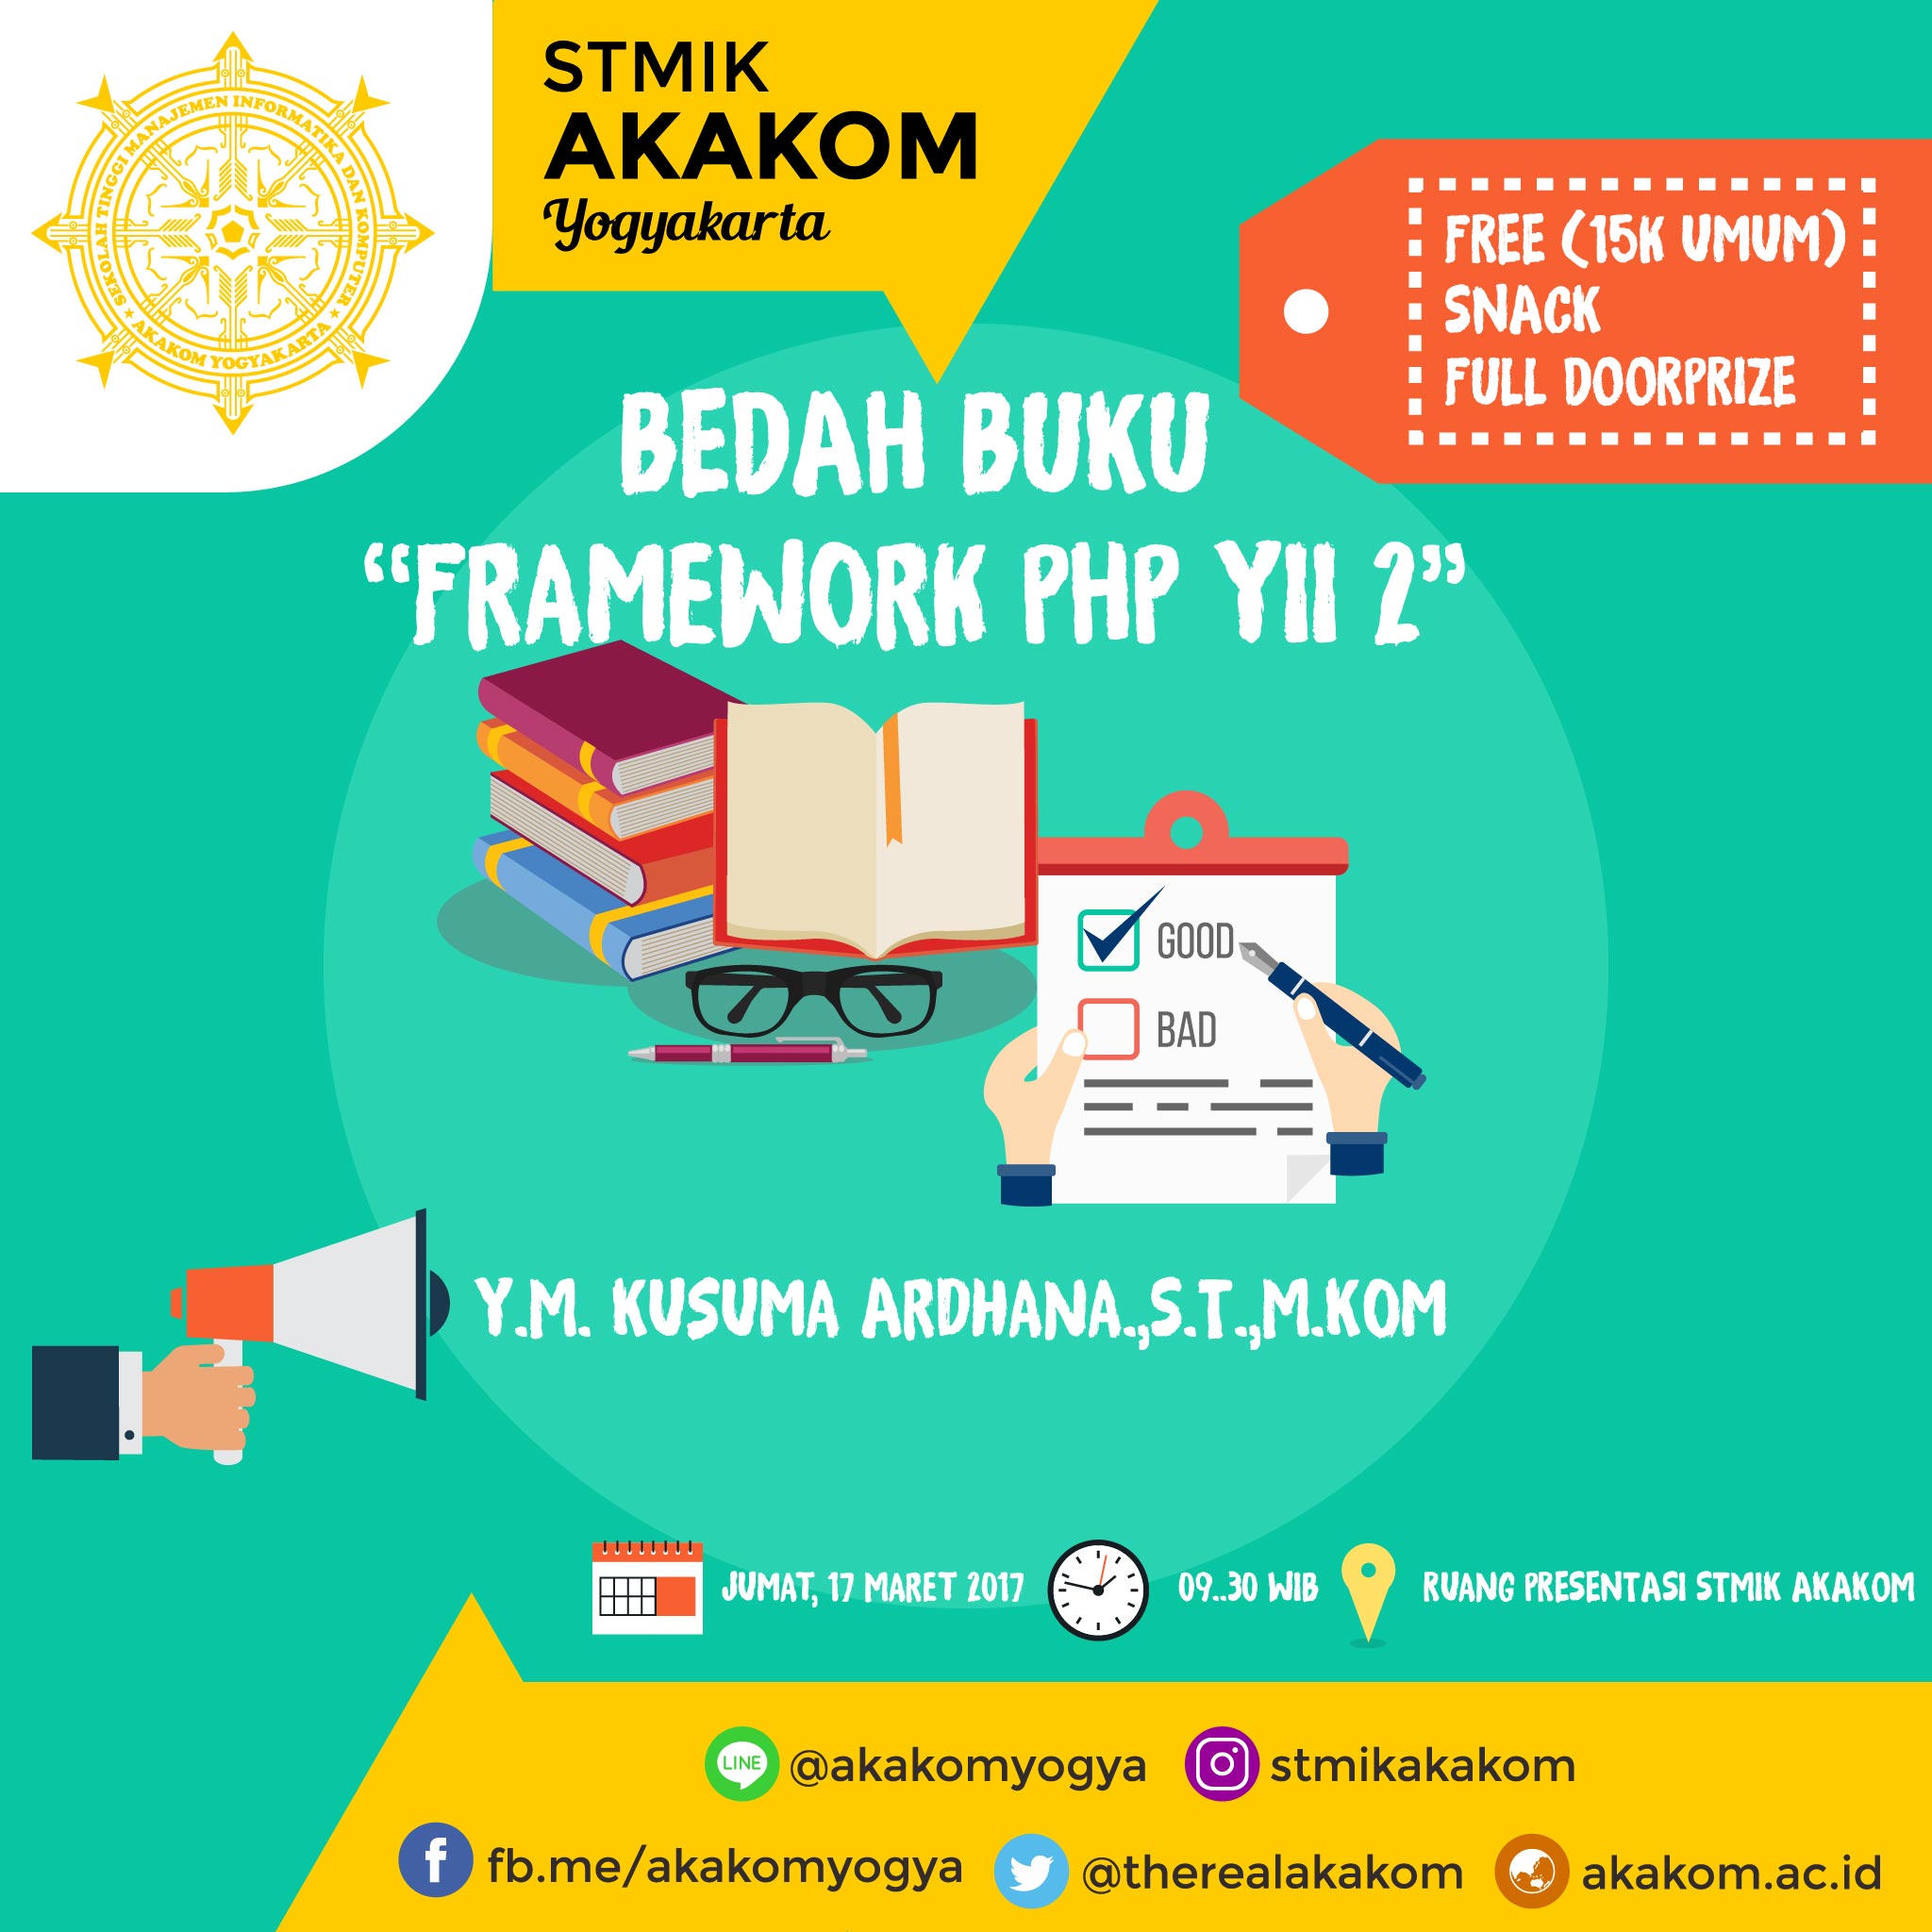 SEKOLAH TINGGI MANAJEMEN INFORMATIKA DAN KOMPUTER
★ AKAKOM YOGYAKARTA ★
STMIK
AKAKOM
Yogyakarta
FREE (15K UMUM)
SNACK
FULL DOORPRIZE
BEDAH BUKU
“FRAMEWORK PHP YII 2”
GOOD
BAD
Y.M. KUSUMA ARDHANA.,S.T.,M.KOM
JUMAT, 17 MARET 2017
09..30 WIB
RUANG PRESENTASI STMIK AKAKOM
LINE @akakomyogya
stmikakakom
f fb.me/akakomyogya
@therealakakom
akakom.ac.id